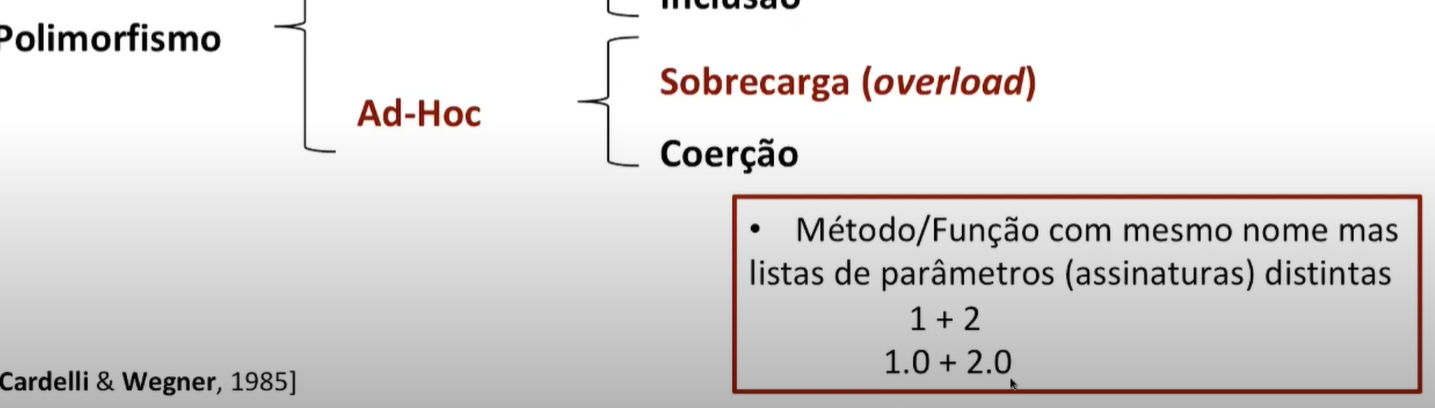 Inclusão
Polimorfismo
Sobrecarga (overload)
Ad-Hoc
Coerção
• Método/Função com mesmo nome mas
listas de parâmetros (assinaturas) distintas
1 + 2
1.0 + 2.0
Cardelli & Wegner, 1985]